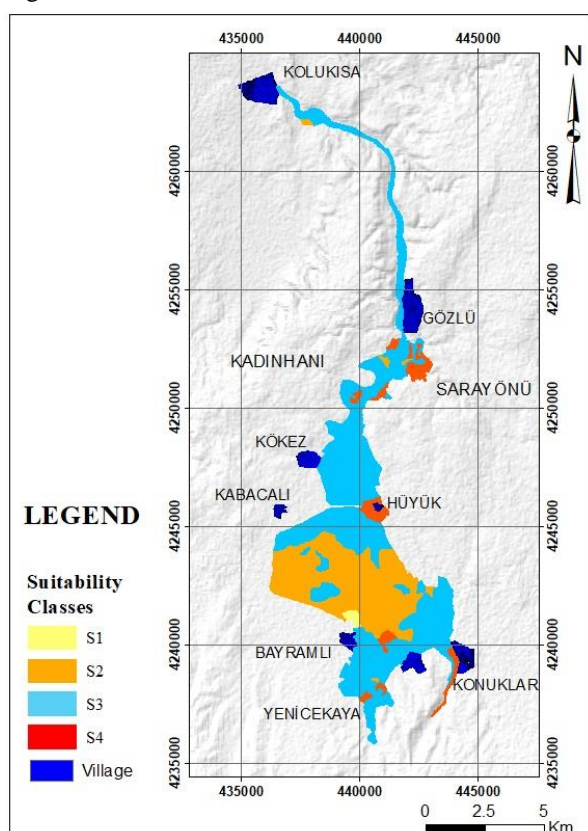 435000 440000 445000
N
KOLUKISA
4260000 4260000
4255000 4255000
GÖZLÜ
KADINHANI
SARAY ÖNÜ
4250000 4250000
KÖKEZ
KABACALI
HÜYÜK
4245000 4245000
LEGEND
Suitability
Classes
S1
S2
S3
S4
Village
4240000 4240000
BAYRAMLI
KONUKLAR
YENİCEKAYA
4235000 4235000
435000 440000 445000
0 2.5 5
Km